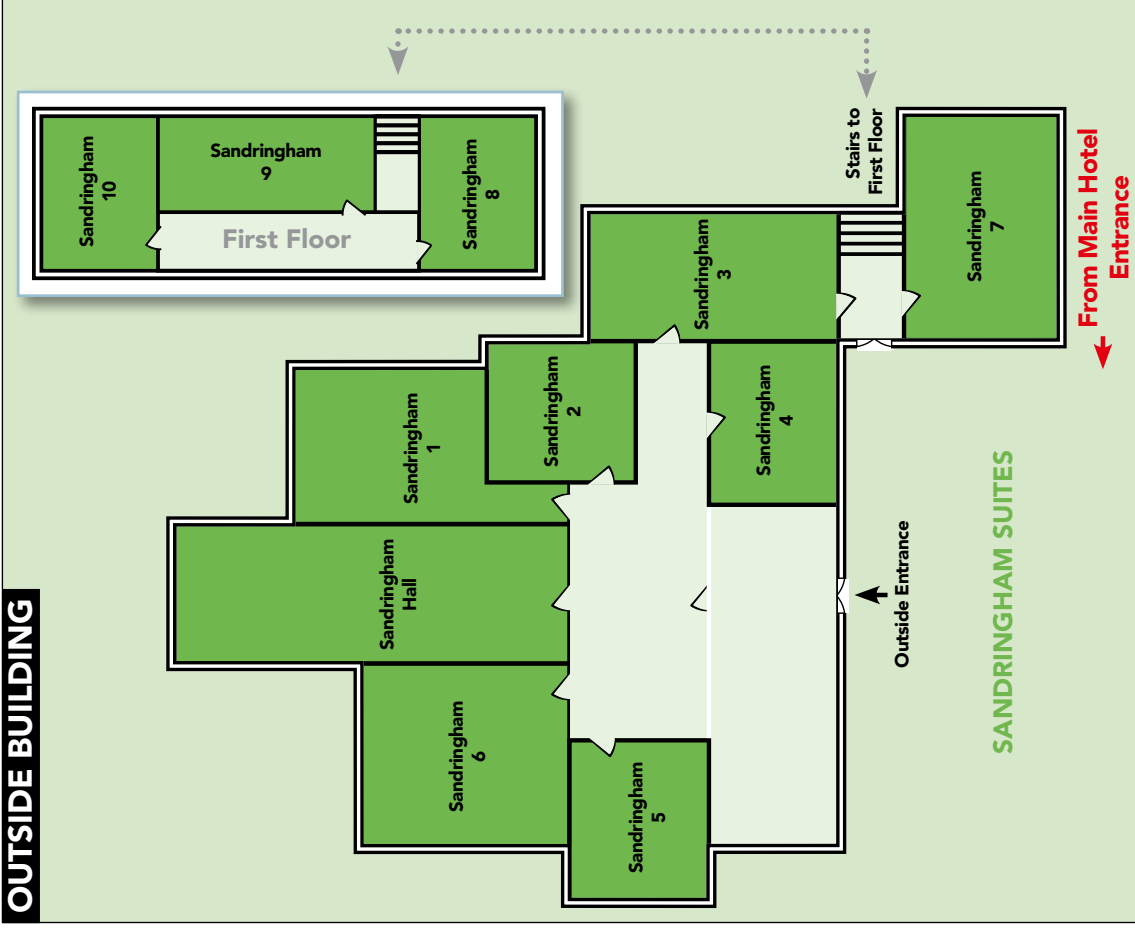 OUTSIDE BUILDING
Sandringham
10
Sandringham
9
Sandringham
8
First Floor
Stairs to
First Floor
Sandringham
7
From Main Hotel
Entrance
Sandringham
3
Sandringham
2
Sandringham
4
Sandringham
1
Sandringham
Hall
Sandringham
6
Sandringham
5
Outside Entrance
SANDRINGHAM SUITES